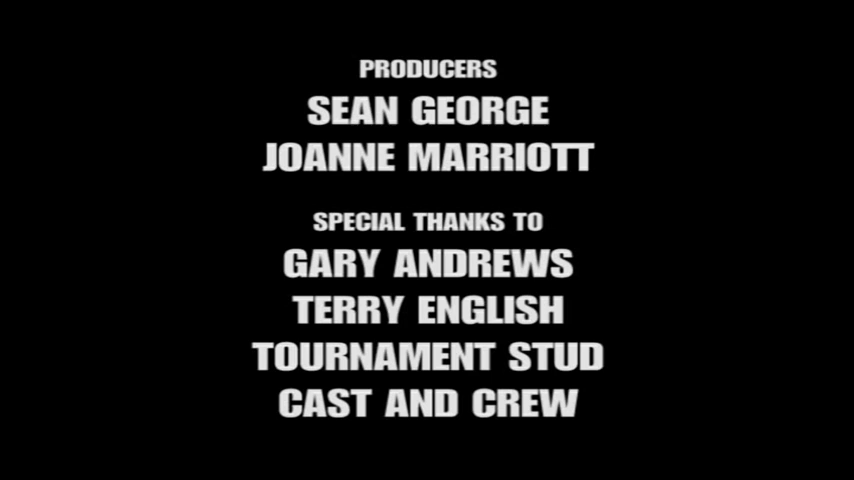 PRODUCERS
SEAN GEORGE
JOANNE MARRIOTT
SPECIAL THANKS TO
GARY ANDREWS
TERRY ENGLISH
TOURNAMENT STUD
CAST AND CREW